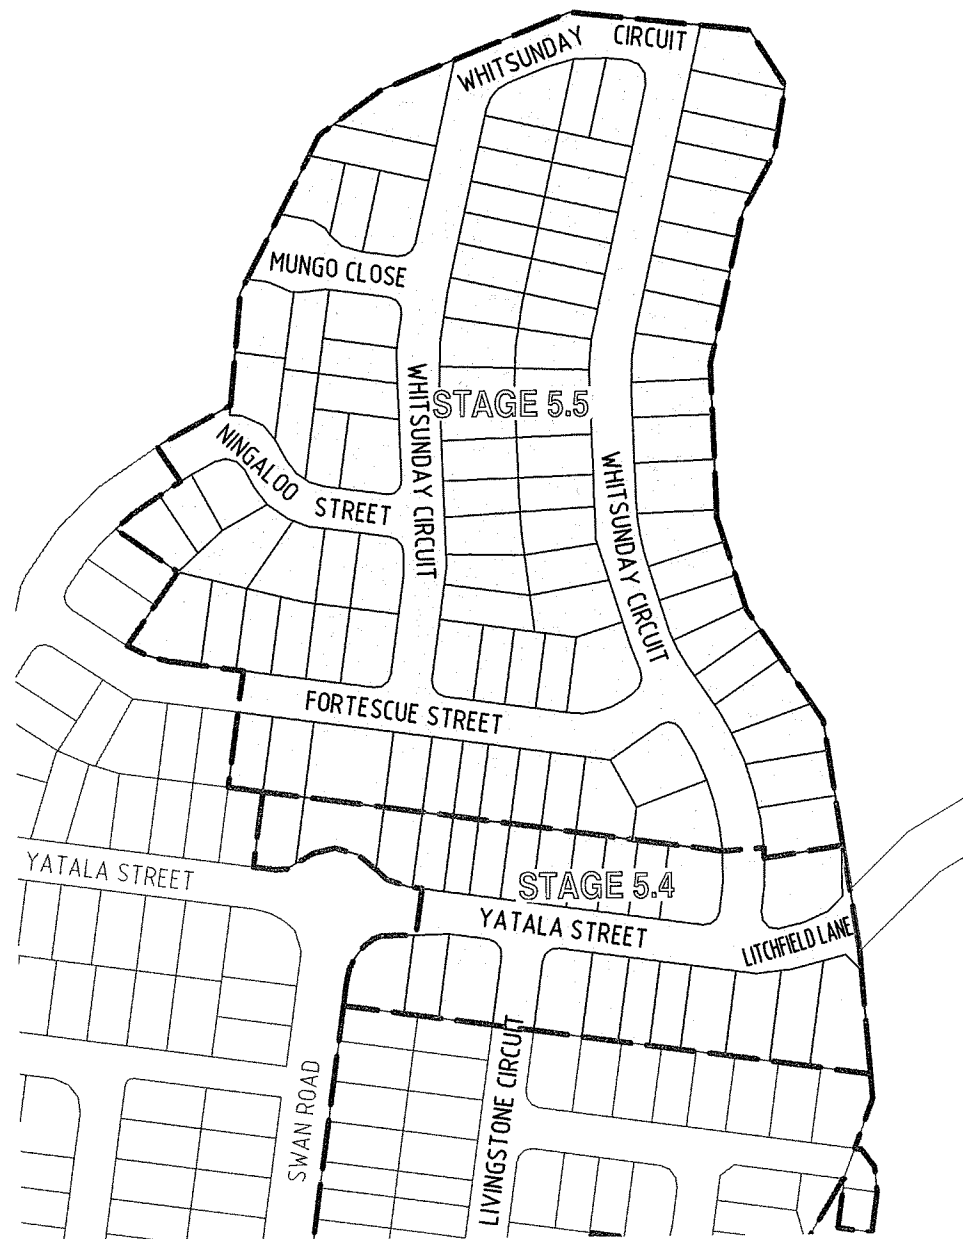 WHITSUNDAY CIRCUIT
MUNGO CLOSE
WHITSUNDAY CIRCUIT
STAGE 5.5
NINGALOO STREET
WHITSUNDAY CIRCUIT
FORTESCUE STREET
YATALA STREET
STAGE 5.4
YATALA STREET
LITCHFIELD LANE
LIVINGSTONE CIRCUIT
SWAN ROAD